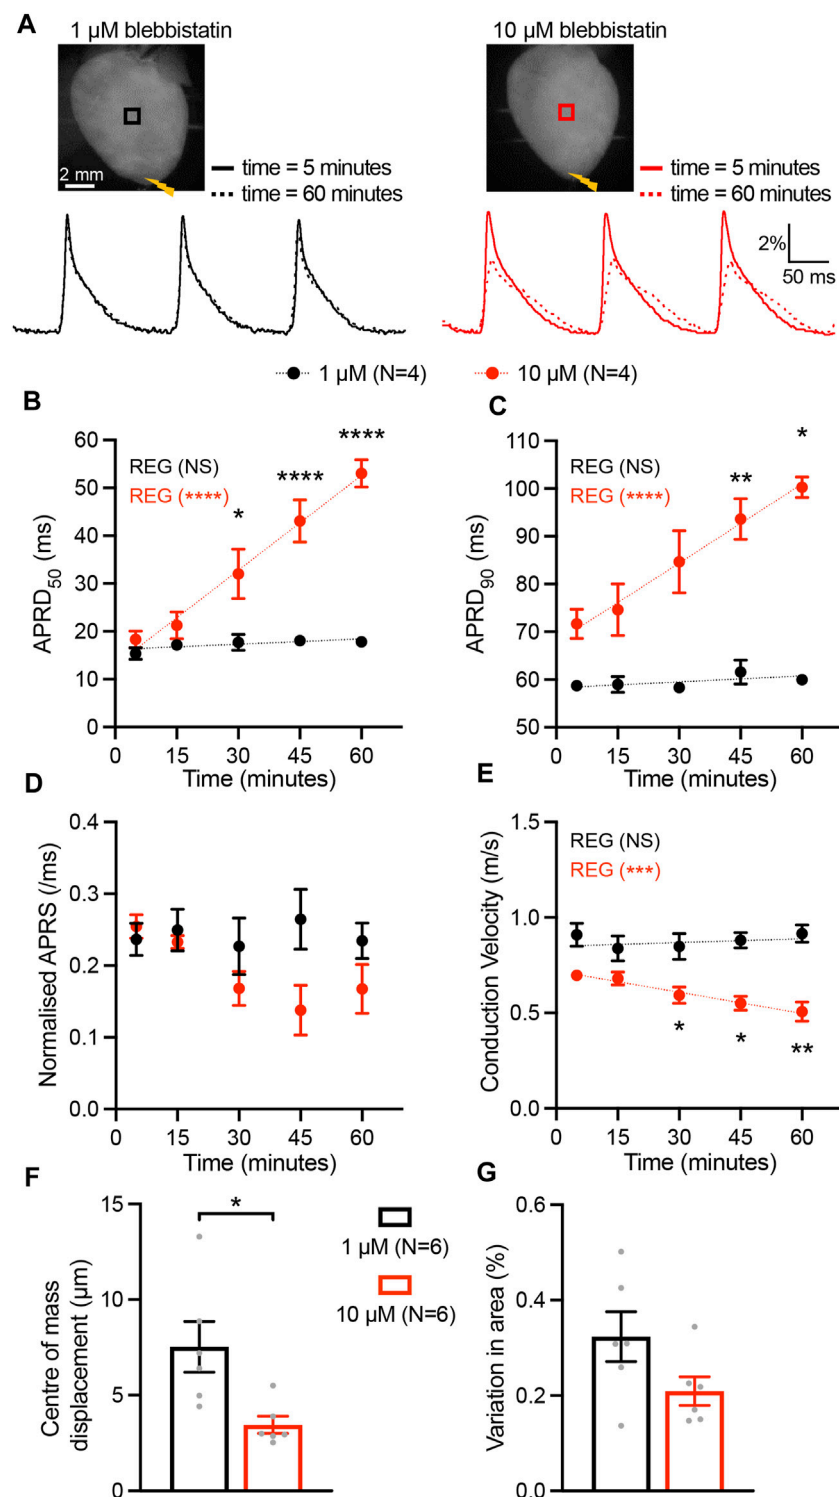 A
1 µM blebbistatin
10 µM blebbistatin
2 mm
time = 5 minutes
time = 60 minutes
time = 5 minutes
time = 60 minutes
2%
50 ms
1 µM (N=4)
10 µM (N=4)
B
APRD50 (ms)
60
50
40
30
20
10
0
REG (NS)
REG (****)
*
****
****
0 15 30 45 60
Time (minutes)
C
APRD90 (ms)
110
100
90
80
70
60
50
REG (NS)
REG (****)
**
*
0 15 30 45 60
Time (minutes)
D
Normalised APRS (/ms)
0.4
0.3
0.2
0.1
0.0
0 15 30 45 60
Time (minutes)
E
Conduction Velocity (m/s)
1.5
1.0
0.5
0.0
REG (NS)
REG (***)
*
*
**
0 15 30 45 60
Time (minutes)
F
Centre of mass
displacement (µm)
15
10
5
0
*
1 µM (N=6)
10 µM (N=6)
G
Variation in area (%)
0.6
0.4
0.2
0.0